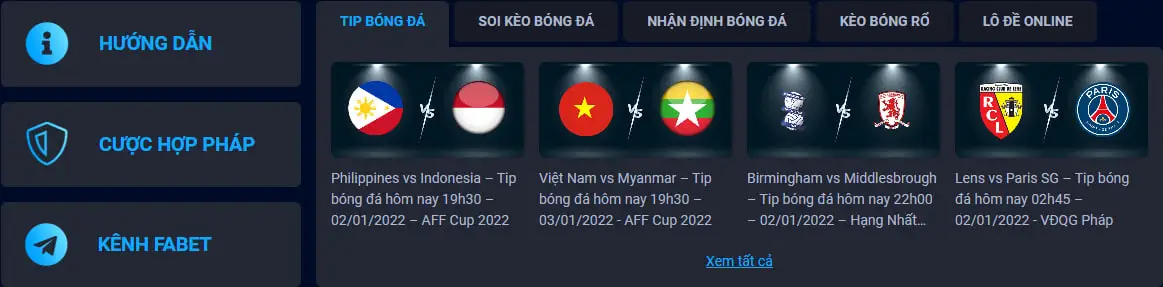 HƯỚNG DẪN
CƯỢC HỢP PHÁP
KÊNH FABET
TIP BÓNG ĐÁ
SOI KÈO BÓNG ĐÁ
NHẬN ĐỊNH BÓNG ĐÁ
KÈO BÓNG RỔ
LÔ ĐỀ ONLINE
VS
Philippines vs Indonesia – Tip
bóng đá hôm nay 19h30 –
02/01/2022 – AFF Cup 2022
VS
Việt Nam vs Myanmar – Tip
bóng đá hôm nay 19h30 –
03/01/2022 - AFF Cup 2022
VS
Birmingham vs Middlesbrough
– Tip bóng đá hôm nay 22h00
– 02/01/2022 – Hạng Nhất...
RCL
VS
PARIS
Lens vs Paris SG – Tip bóng
đá hôm nay 02h45 –
02/01/2022 - VĐQG Pháp
Xem tất cả